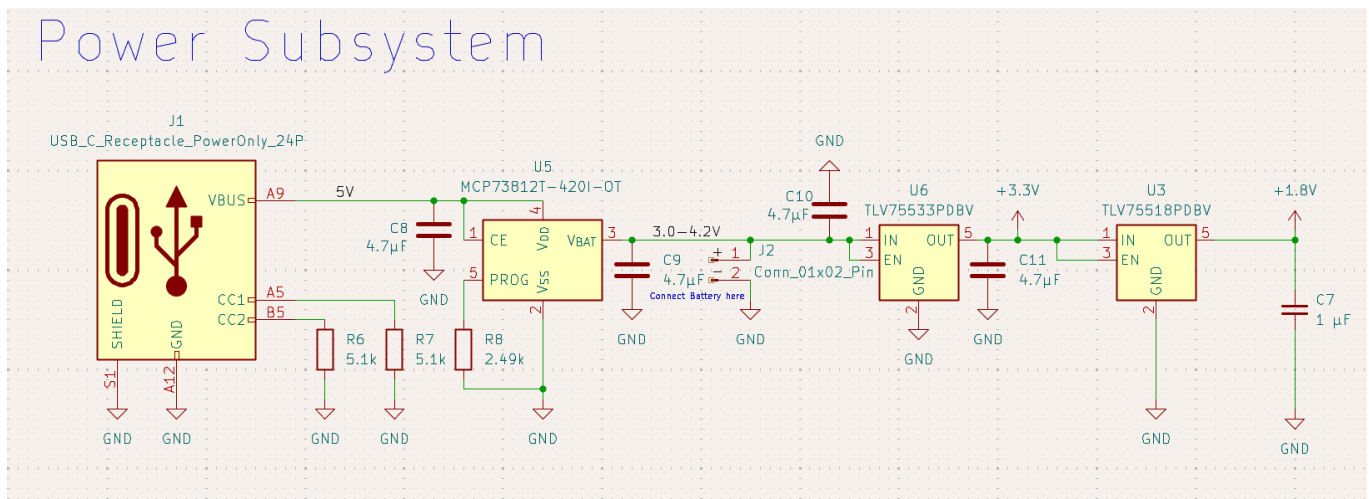 Power Subsystem
J1
USB_C_Receptacle_PowerOnly_24P
VBUS
A9
5V
CC1
A5
CC2
B5
SHIELD
GND
S1
A12
GND
GND
R6
5.1k
GND
R7
5.1k
GND
C8
4.7µF
GND
U5
MCP73812T-420I-OT
4
1
CE
VDD
VBAT
3
5
PROG
VSS
2
R8
2.49k
GND
3.0-4.2V
C9
4.7µF
GND
+
1
−
2
J2
Conn_01x02_Pin
Connect Battery here
GND
GND
C10
4.7µF
U6
TLV75533PDBV
1
IN
OUT
5
3
EN
GND
2
GND
+3.3V
C11
4.7µF
GND
U3
TLV75518PDBV
1
IN
OUT
5
3
EN
GND
2
GND
+1.8V
C7
1 µF
GND